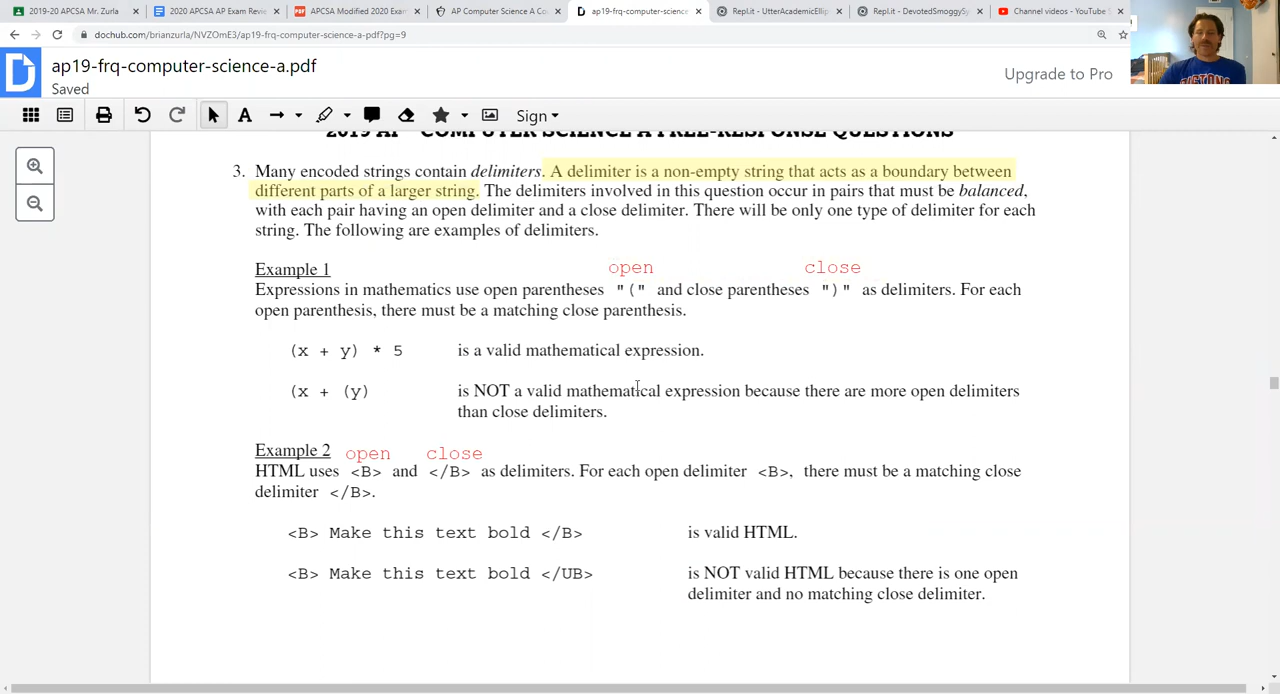 2019-20 APCSA Mr. Zurla
2020 APCSA AP Exam Revie
APCSA Modified 2020 Exam
AP Computer Science A Co
ap19-frq-computer-science
Repl.it - UtterAcademicEllip
Repl.it - DevotedSmoggySy
Channel videos - YouTube S
dochub.com/brianzurla/NVZOmE3/ap19-frq-computer-science-a-pdf?pg=9
ap19-frq-computer-science-a.pdf
Saved
Upgrade to Pro
A
Sign
2019 AP COMPUTER SCIENCE A FREE-RESPONSE QUESTIONS
3. Many encoded strings contain delimiters. A delimiter is a non-empty string that acts as a boundary between
different parts of a larger string. The delimiters involved in this question occur in pairs that must be balanced,
with each pair having an open delimiter and a close delimiter. There will be only one type of delimiter for each
string. The following are examples of delimiters.
Example 1
open close
Expressions in mathematics use open parentheses "(" and close parentheses ")" as delimiters. For each
open parenthesis, there must be a matching close parenthesis.
(x + y) * 5 is a valid mathematical expression.
(x + (y) is NOT a valid mathematical expression because there are more open delimiters
than close delimiters.
Example 2 open close
HTML uses <B> and </B> as delimiters. For each open delimiter <B>, there must be a matching close
delimiter </B>.
<B> Make this text bold </B> is valid HTML.
<B> Make this text bold </UB> is NOT valid HTML because there is one open
delimiter and no matching close delimiter.